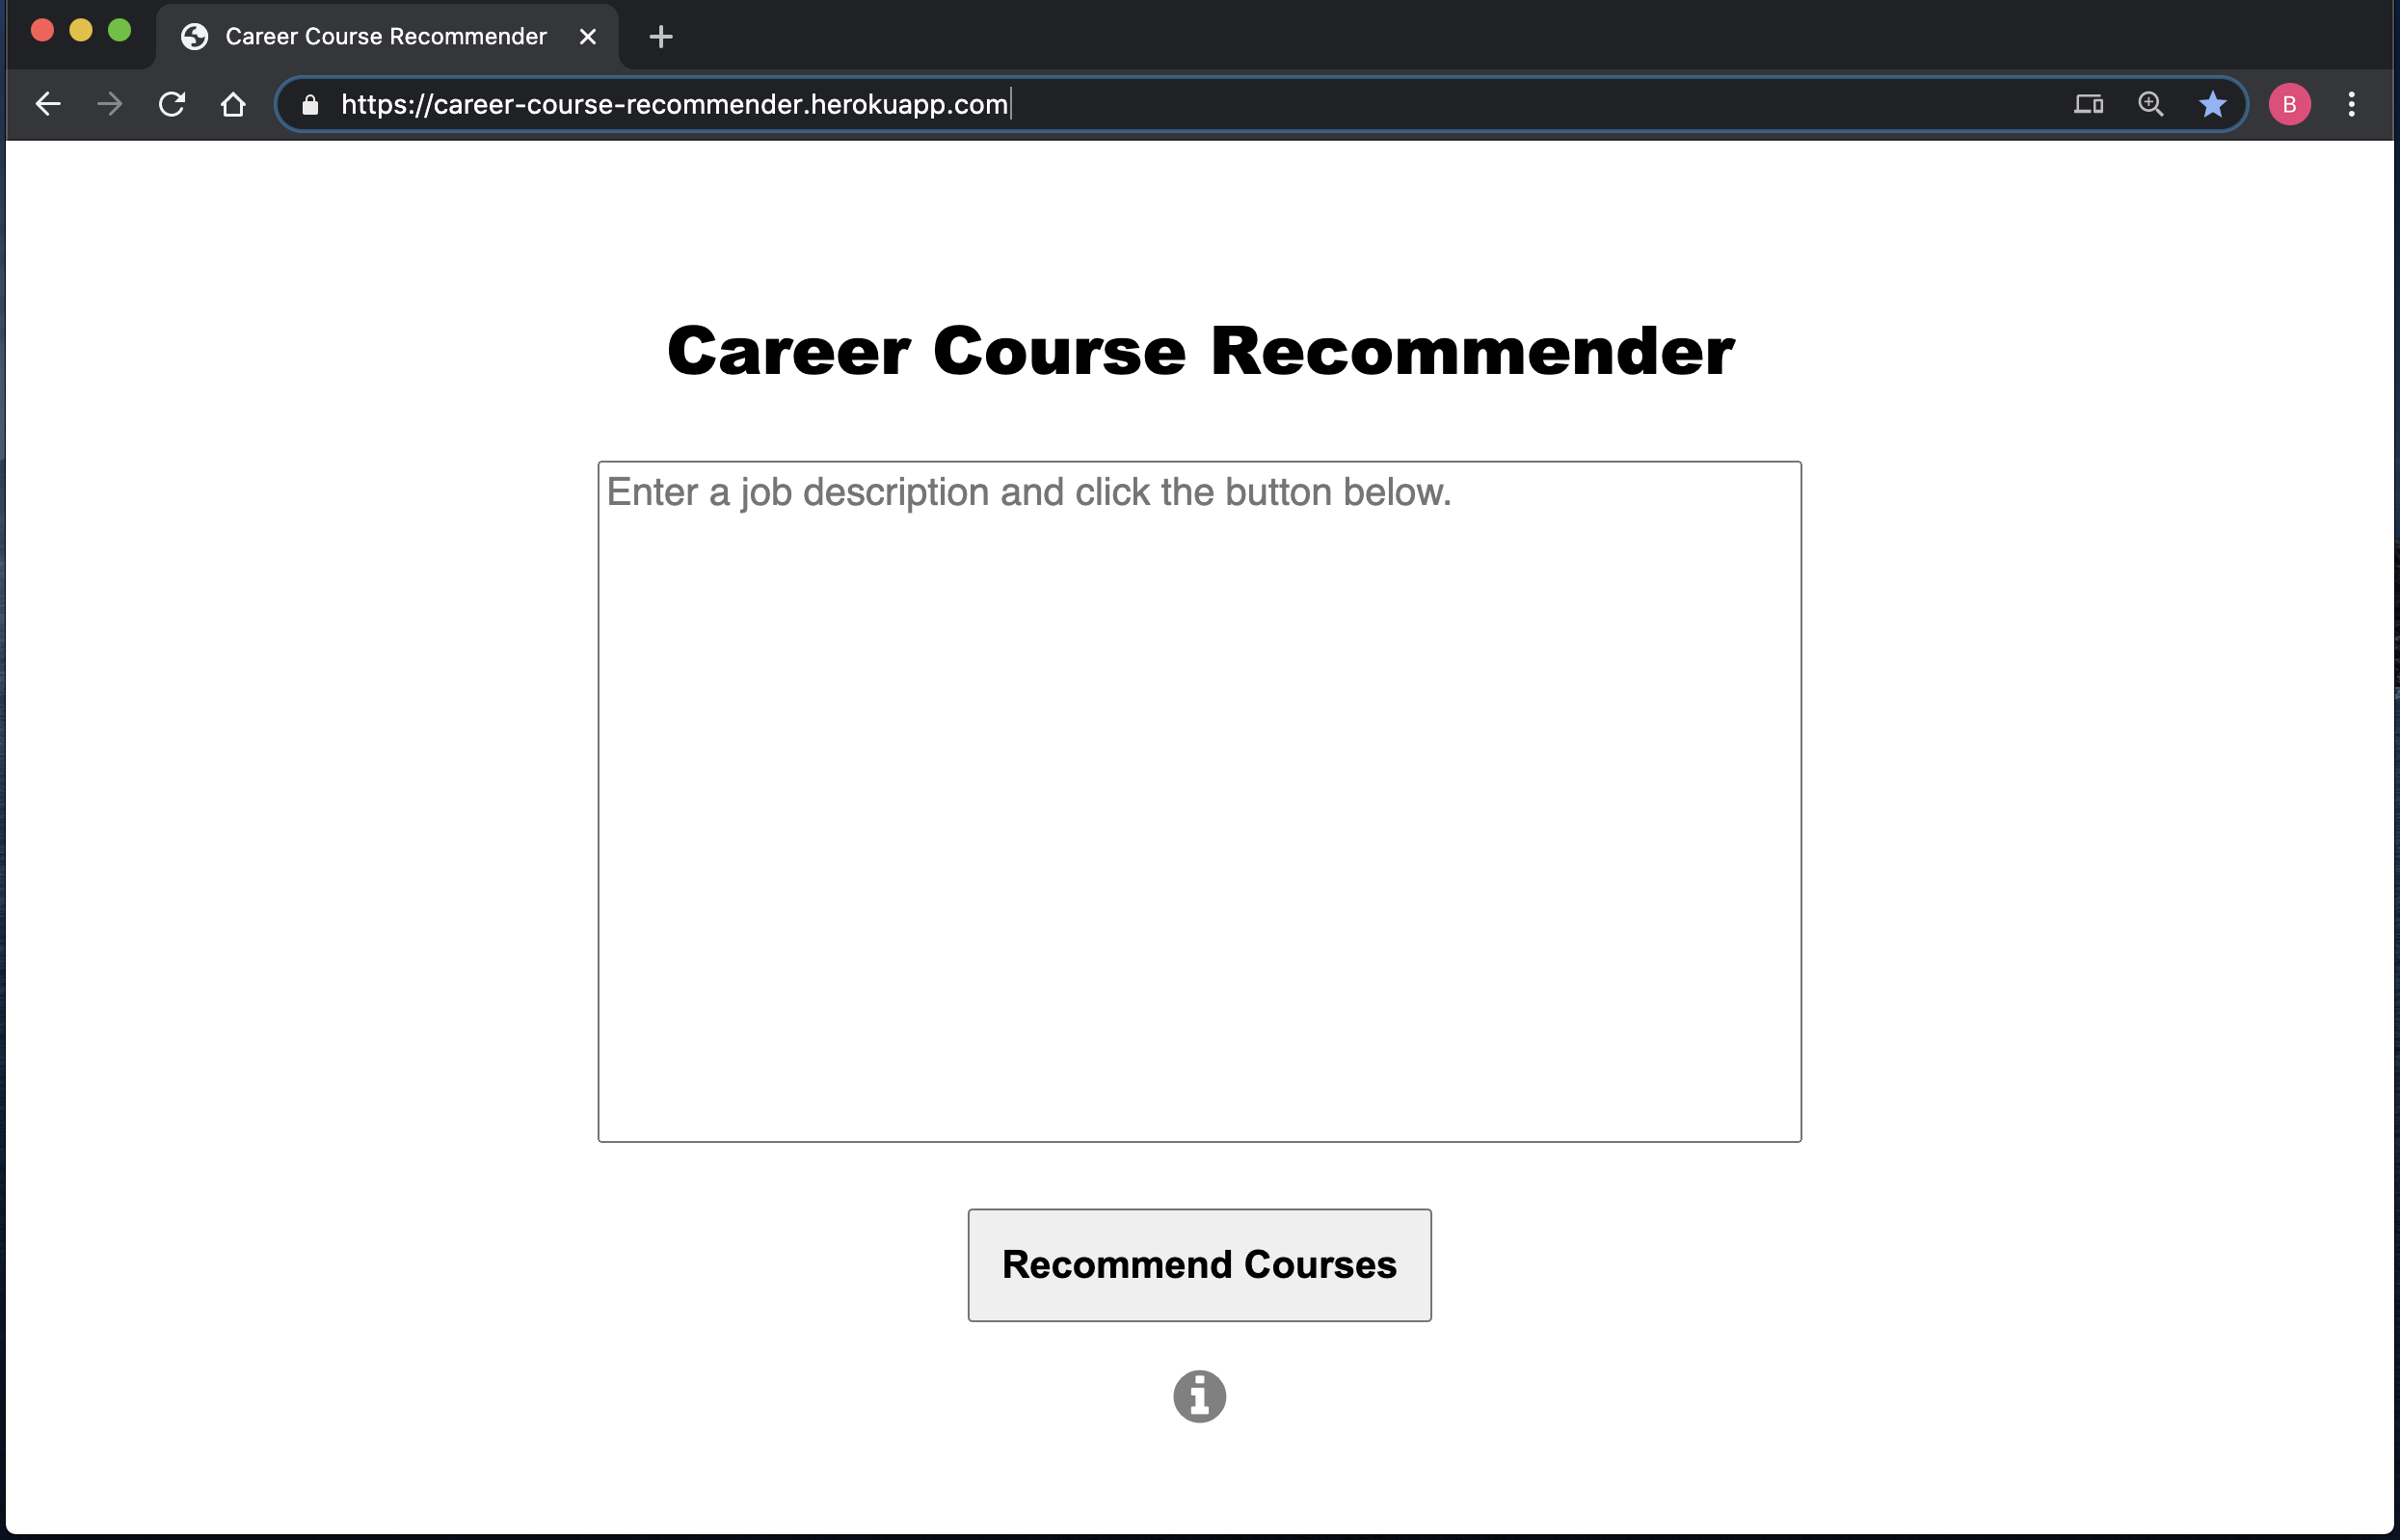 Career Course Recommender
https://career-course-recommender.herokuapp.com
B
Career Course Recommender
Enter a job description and click the button below.
Recommend Courses